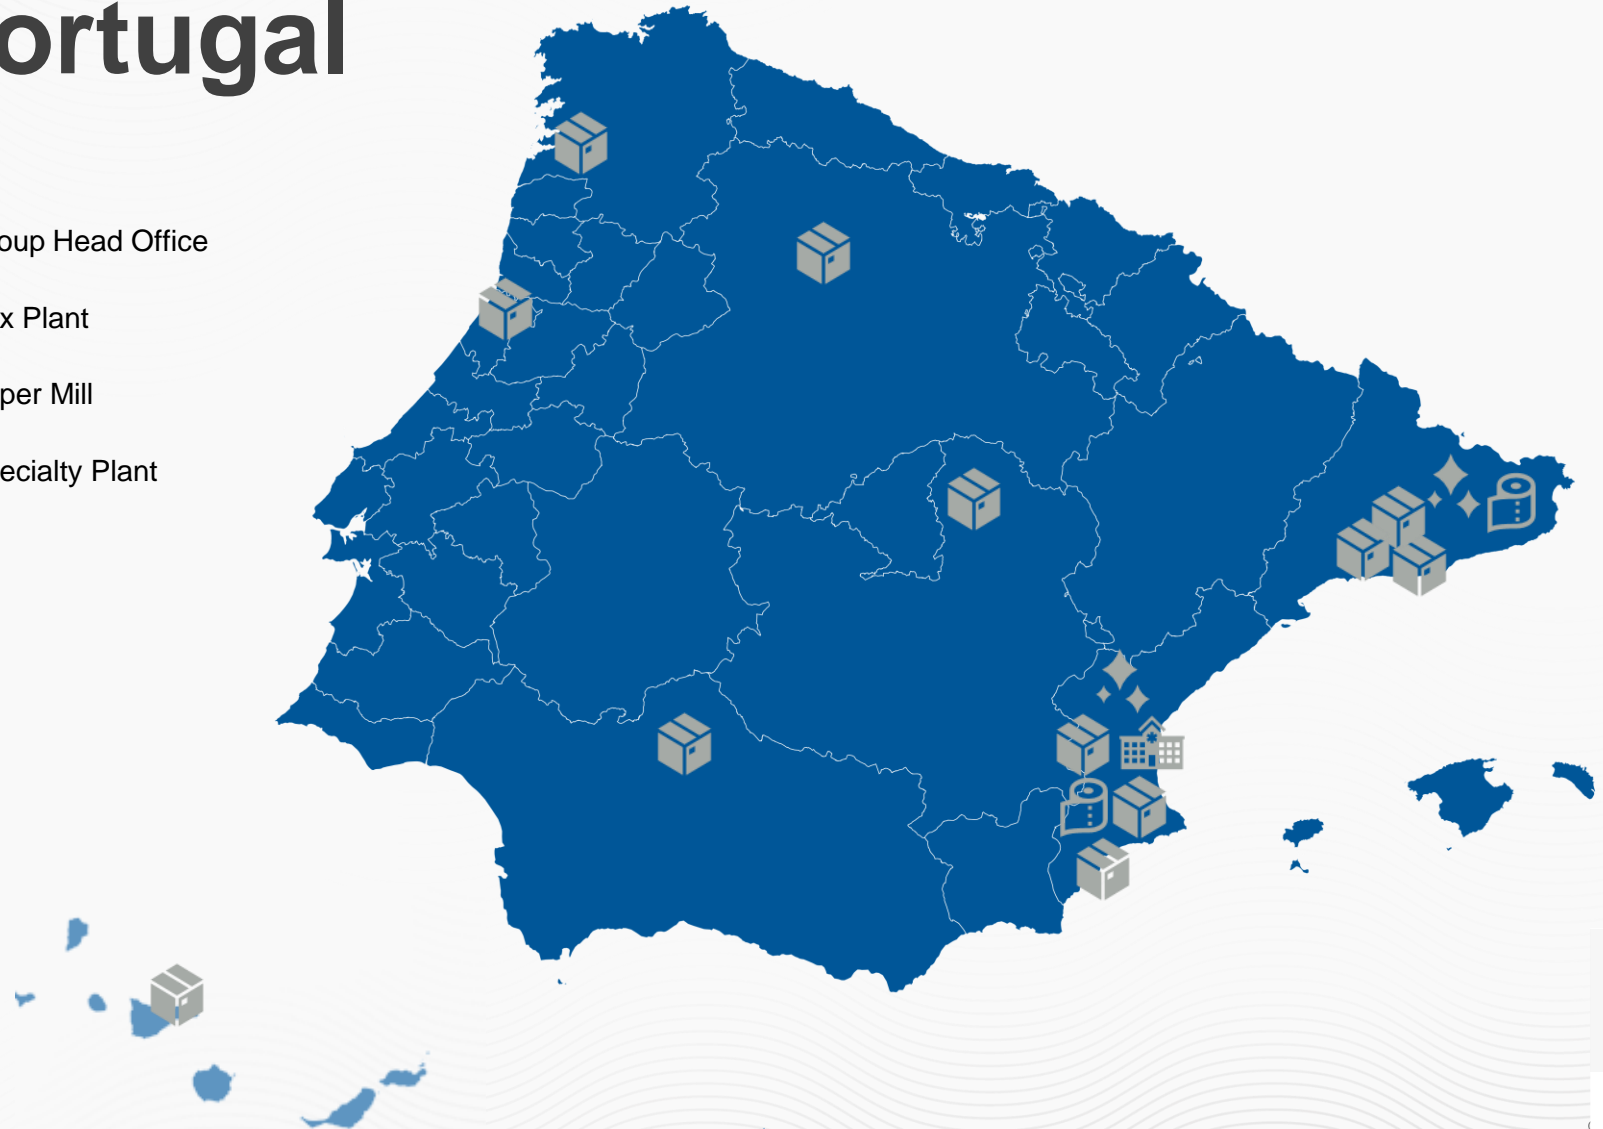 ortugal
oup Head Office
x Plant
per Mill
ecialty Plant